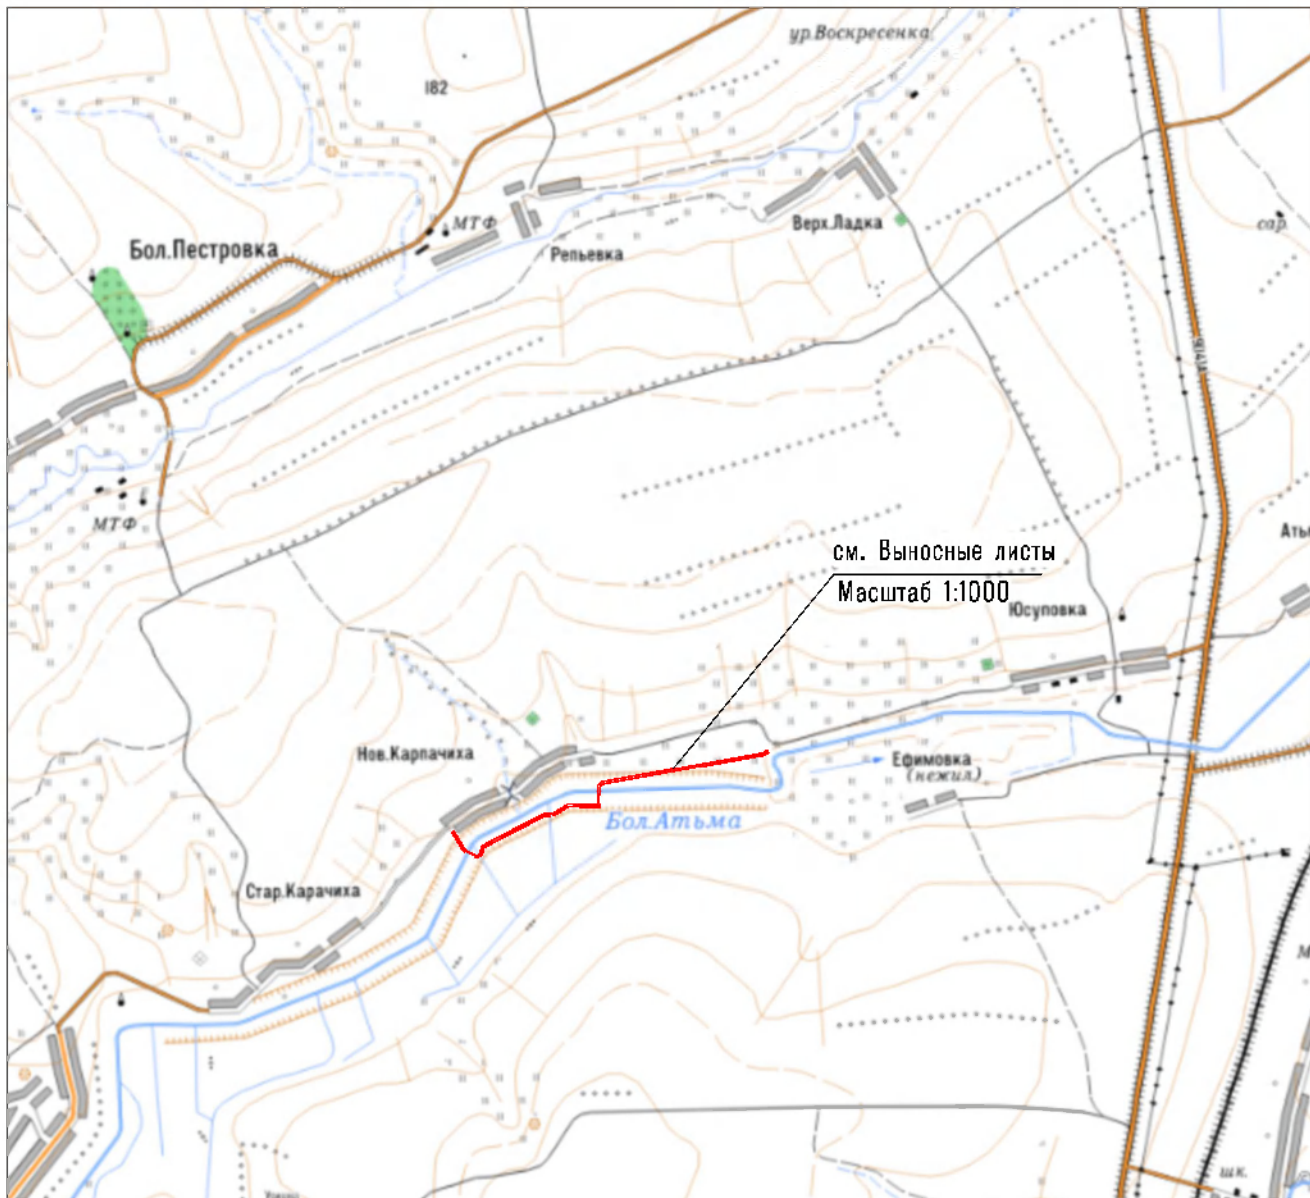 ур.Воскресенка
182
МТФ
Верх.Ладка
сар.
Бол.Пестровка
Репьевка
МТФ
см. Выносные листы
Масштаб 1:1000
Юсуповка
Нов.Карпачиха
Ефимовка
(нежил)
Бол.Атьма
Стар.Карачиха
шк.